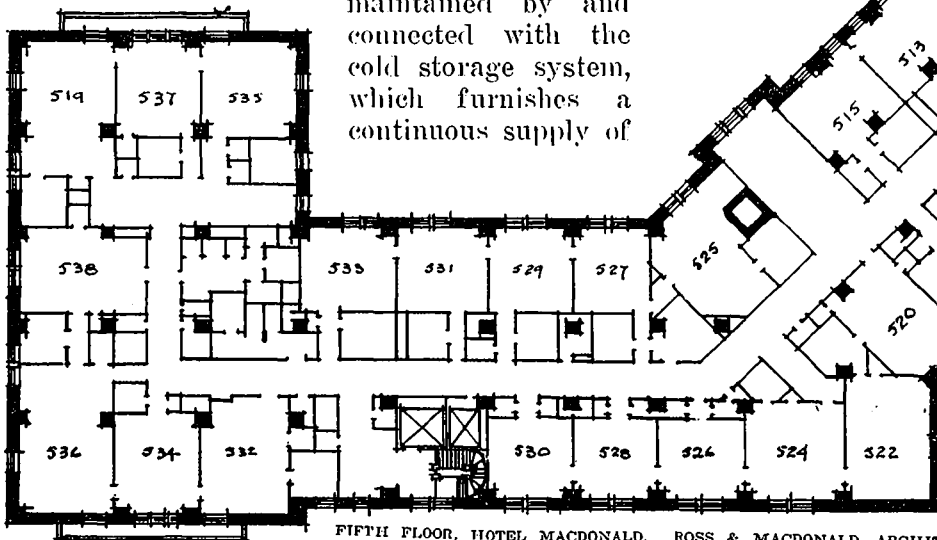 maintained by and
connected with the
cold storage system,
which furnishes a
continuous supply of
513
519 537 535
515
525
538 533 531 529 527
520
536 534 532 530 528 526 524 522
FIFTH FLOOR, HOTEL MACDONALD. ROSS & MACDONALD